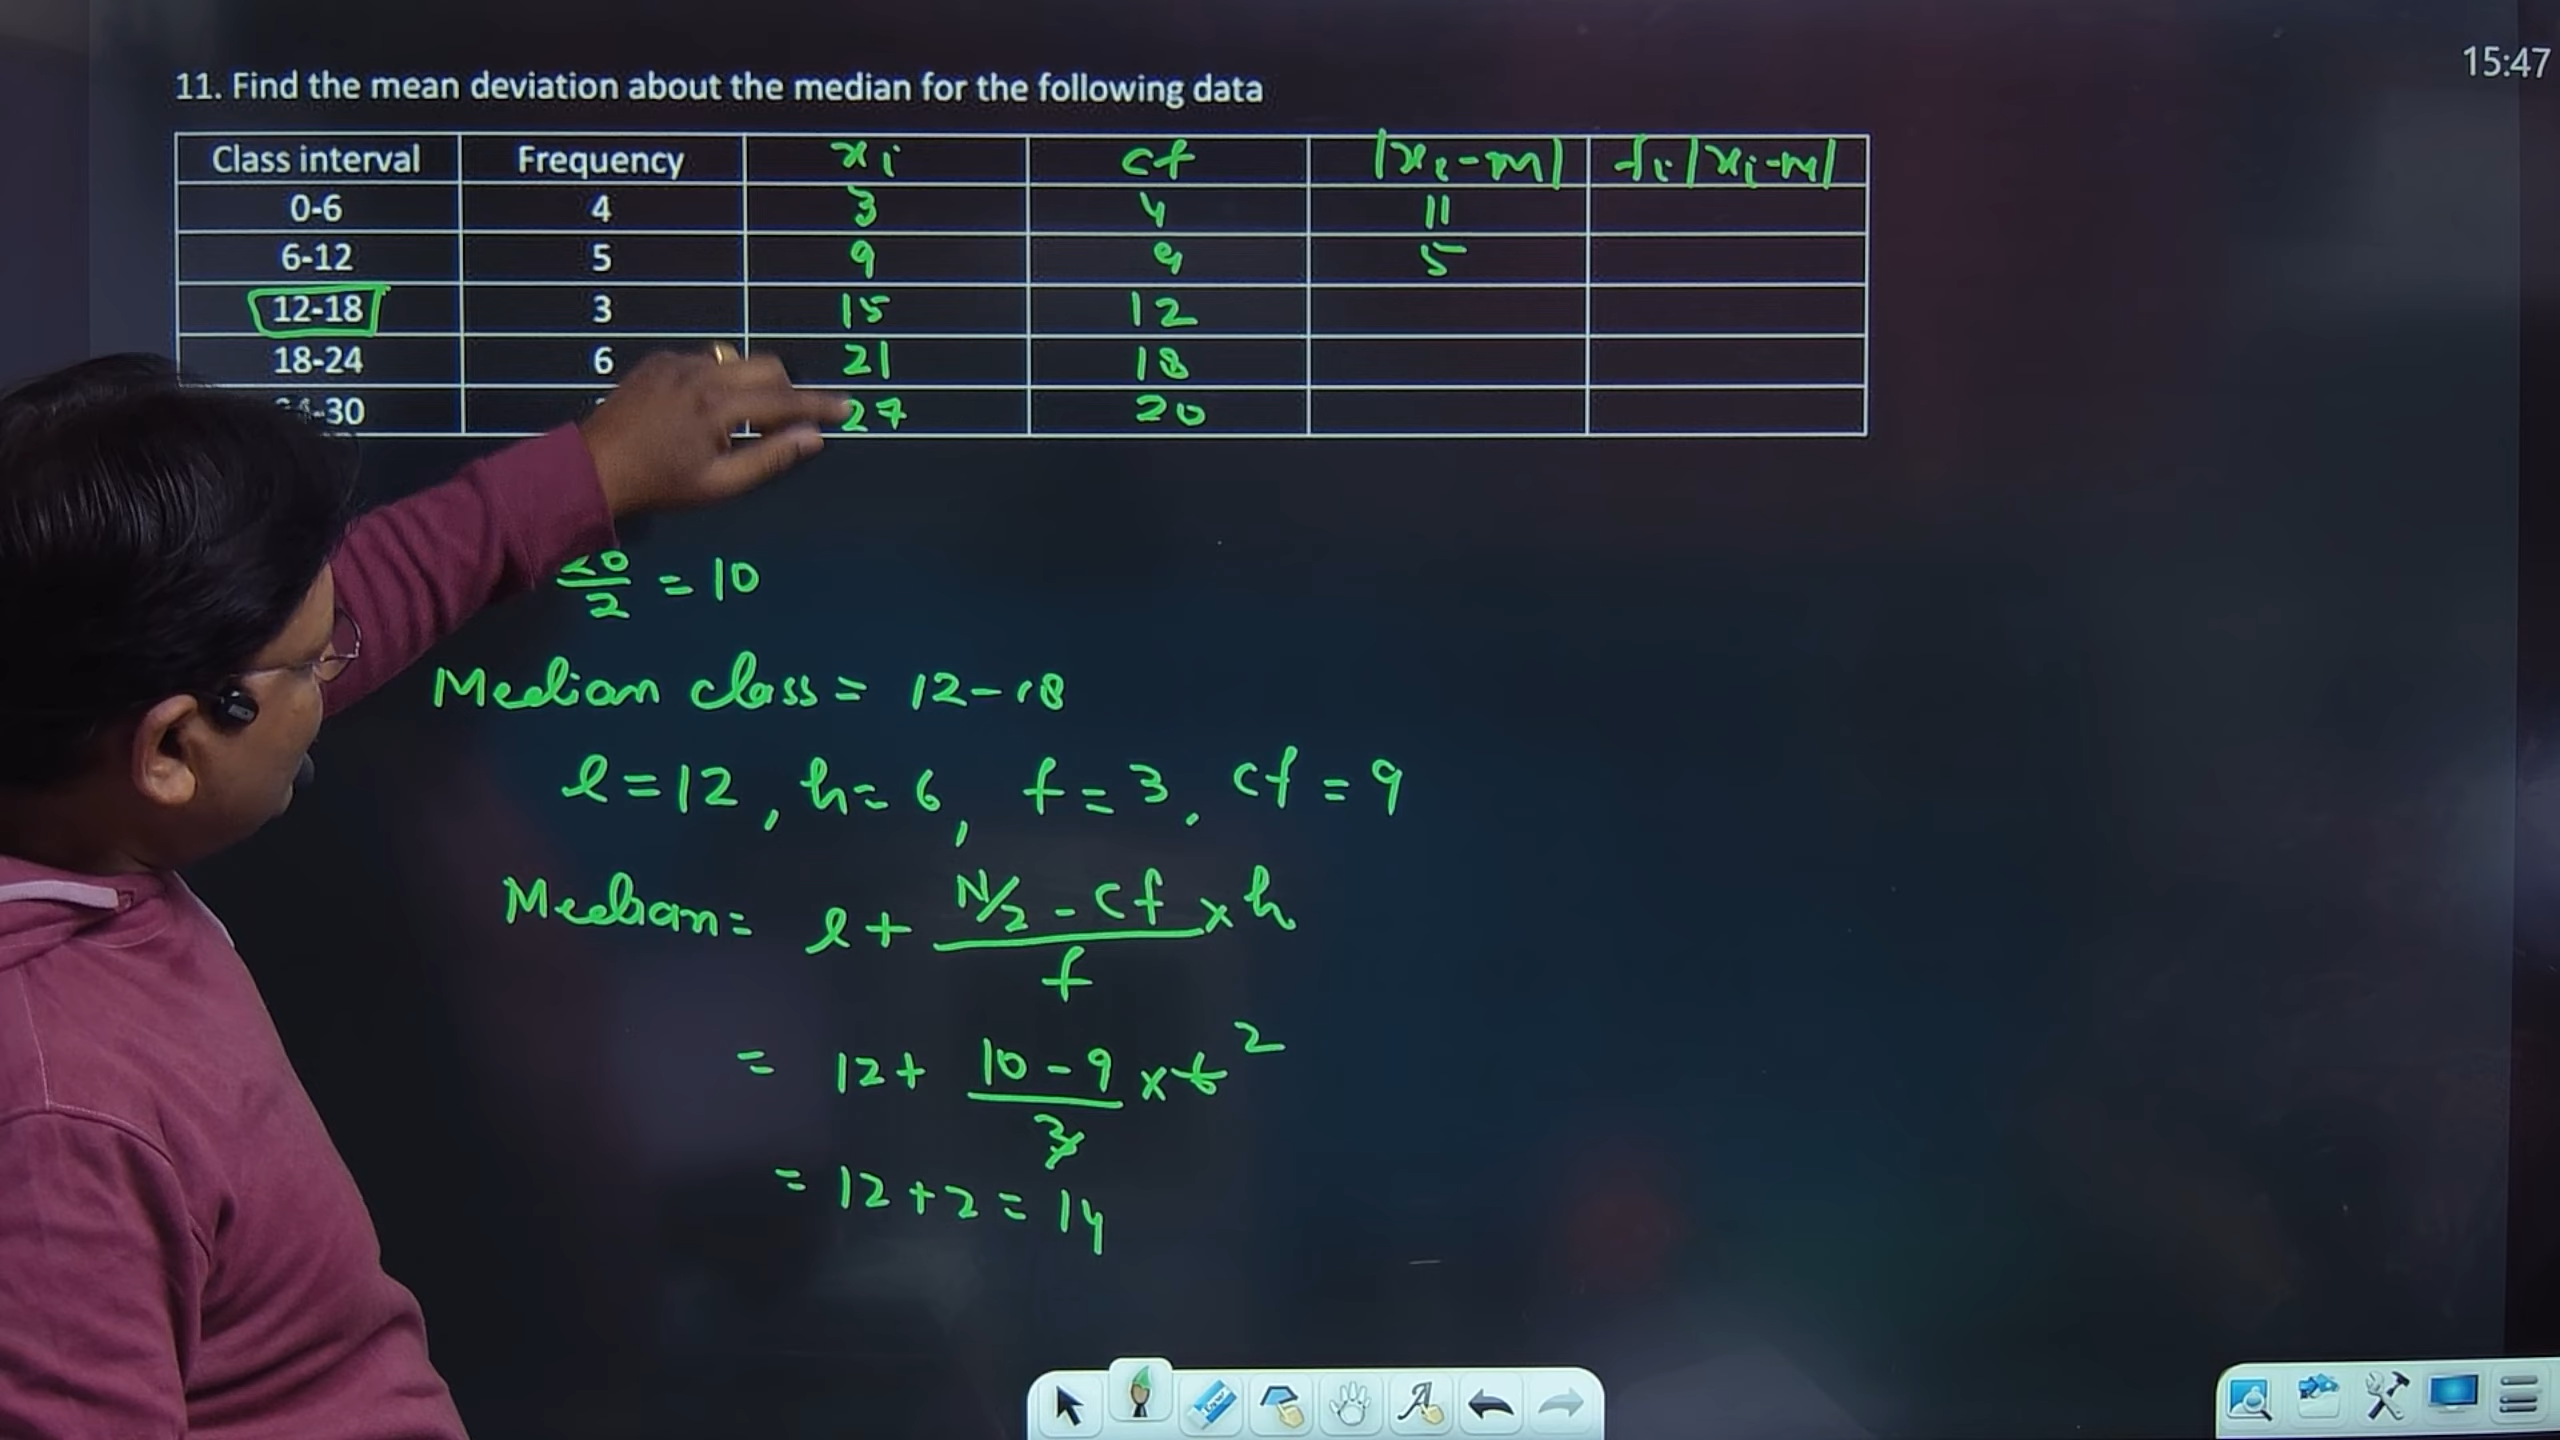 15:47
11. Find the mean deviation about the median for the following data
Class interval Frequency xi cf |xi-m| fi|xi-m|
0-6 4 3 4 11
6-12 5 9 9 5
12-18 3 15 12
18-24 6 21 18
-30 27 20
20/2 = 10
Median class = 12-18
l=12, h=6, f=3, cf=9
Median = l + (N/2 - cf)/f × h
= 12 + (10-9)/3 × 6 2
= 12+2 = 14